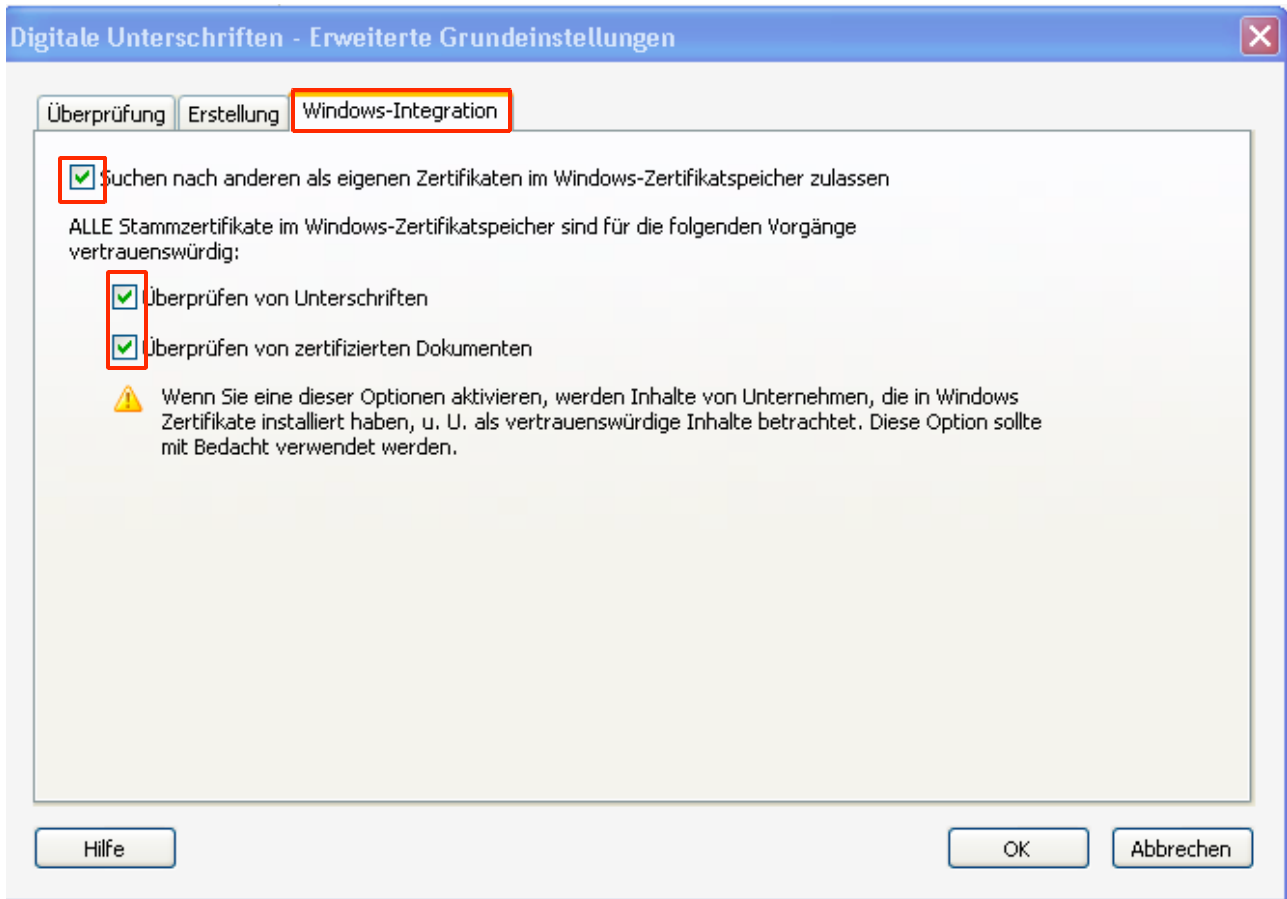 Digitale Unterschriften - Erweiterte Grundeinstellungen
Überprüfung Erstellung Windows-Integration
Suchen nach anderen als eigenen Zertifikaten im Windows-Zertifikatspeicher zulassen
ALLE Stammzertifikate im Windows-Zertifikatspeicher sind für die folgenden Vorgänge
vertrauenswürdig:
Überprüfen von Unterschriften
Überprüfen von zertifizierten Dokumenten
Wenn Sie eine dieser Optionen aktivieren, werden Inhalte von Unternehmen, die in Windows
Zertifikate installiert haben, u. U. als vertrauenswürdige Inhalte betrachtet. Diese Option sollte
mit Bedacht verwendet werden.
Hilfe OK Abbrechen